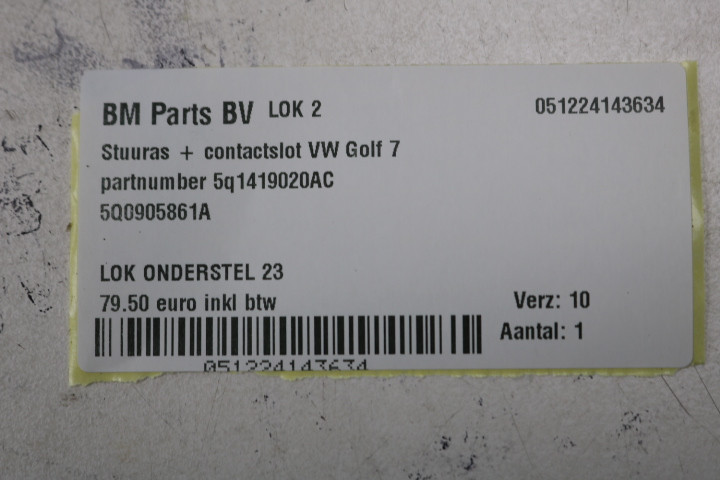 BM Parts BV LOK 2 051224143634
Stuuras + contactslot VW Golf 7
partnumber 5q1419020AC
5Q0905861A
LOK ONDERSTEL 23
79.50 euro inkl btw Verz: 10
Aantal: 1
051224143634